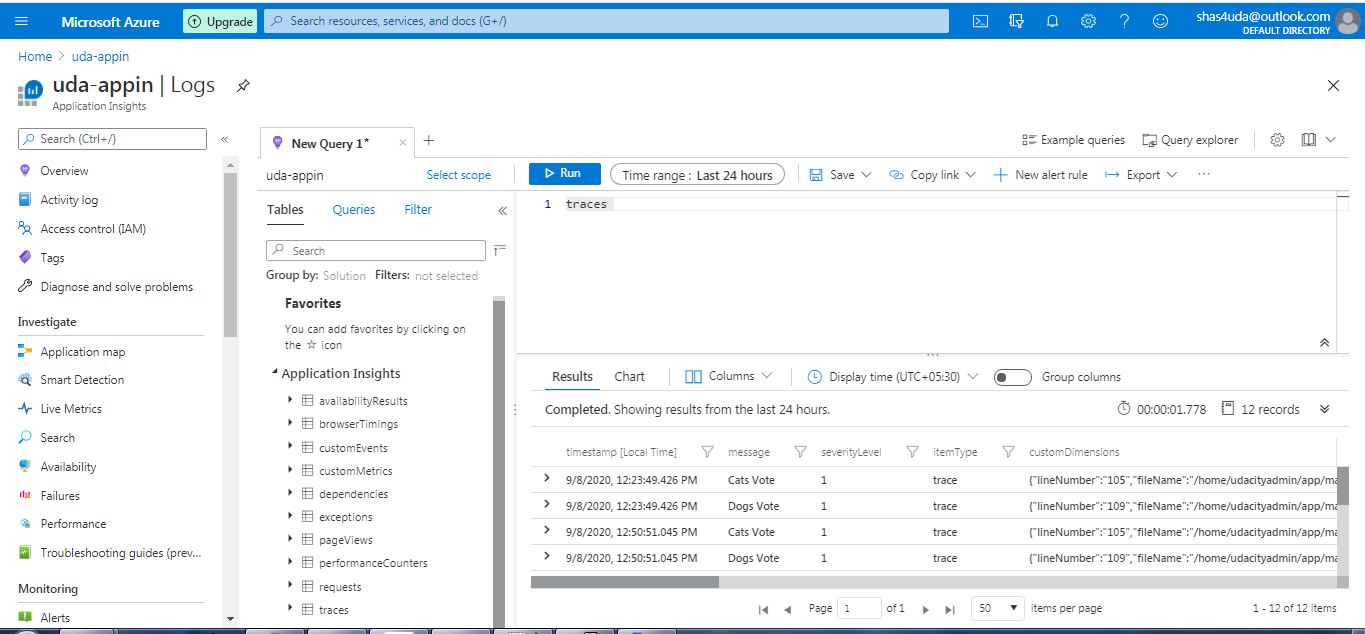 Microsoft Azure
Upgrade
Search resources, services, and docs (G+/)
shas4uda@outlook.com
DEFAULT DIRECTORY
Home > uda-appin
uda-appin | Logs
Application Insights
Search (Ctrl+/)
Overview
Activity log
Access control (IAM)
Tags
Diagnose and solve problems
Investigate
Application map
Smart Detection
Live Metrics
Search
Availability
Failures
Performance
Troubleshooting guides (prev...
Monitoring
Alerts
New Query 1*
Example queries
Query explorer
uda-appin
Select scope
Run
Time range : Last 24 hours
Save
Copy link
New alert rule
Export
Tables
Queries
Filter
Search
Group by: Solution Filters: not selected
Favorites
You can add favorites by clicking on
the ☆ icon
Application Insights
availabilityResults
browserTimings
customEvents
customMetrics
dependencies
exceptions
pageViews
performanceCounters
requests
traces
1 traces
Results
Chart
Columns
Display time (UTC+05:30)
Group columns
Completed. Showing results from the last 24 hours.
00:00:01.778
12 records
timestamp [Local Time] message severityLevel itemType customDimensions
9/8/2020, 12:23:49.426 PM Cats Vote 1 trace {"lineNumber":"105","fileName":"/home/udacityadmin/app/ma
9/8/2020, 12:23:49.426 PM Dogs Vote 1 trace {"lineNumber":"109","fileName":"/home/udacityadmin/app/ma
9/8/2020, 12:50:51.045 PM Cats Vote 1 trace {"lineNumber":"105","fileName":"/home/udacityadmin/app/ma
9/8/2020, 12:50:51.045 PM Dogs Vote 1 trace {"lineNumber":"109","fileName":"/home/udacityadmin/app/ma
Page 1 of 1
50 items per page
1 - 12 of 12 items